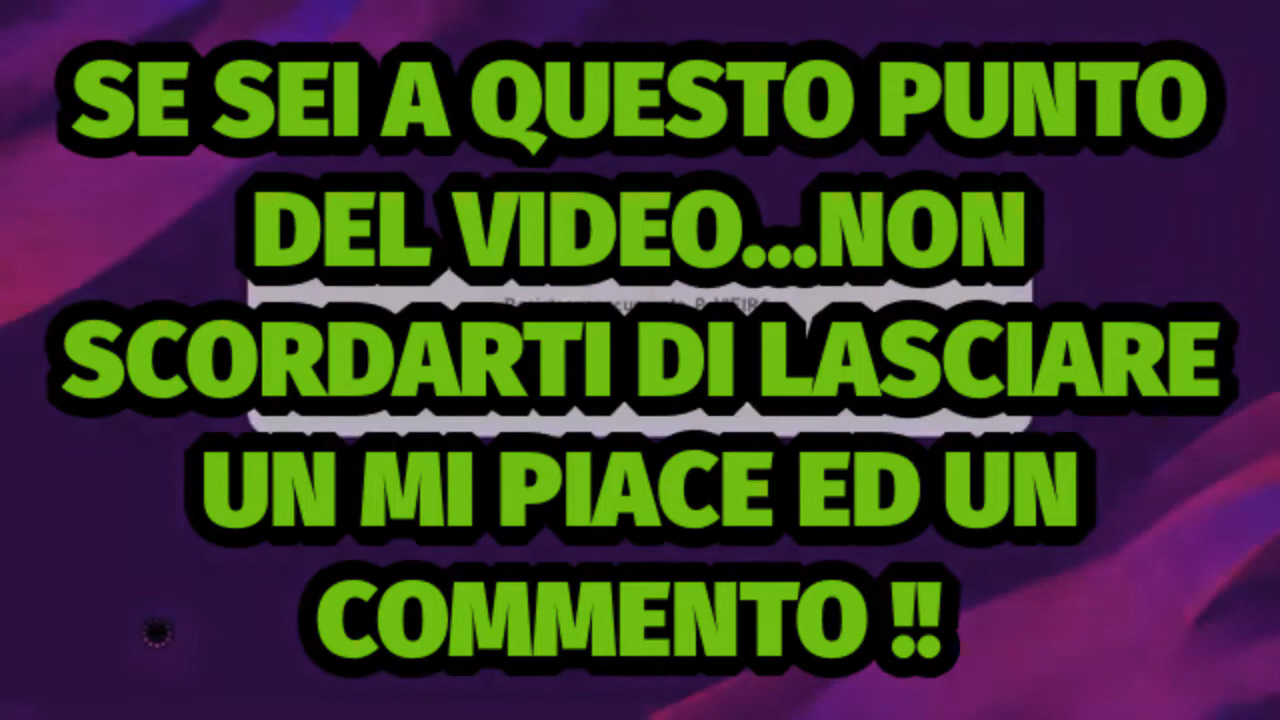 SE SEI A QUESTO PUNTO
DEL VIDEO...NON
SCORDARTI DI LASCIARE
UN MI PIACE ED UN
COMMENTO !!